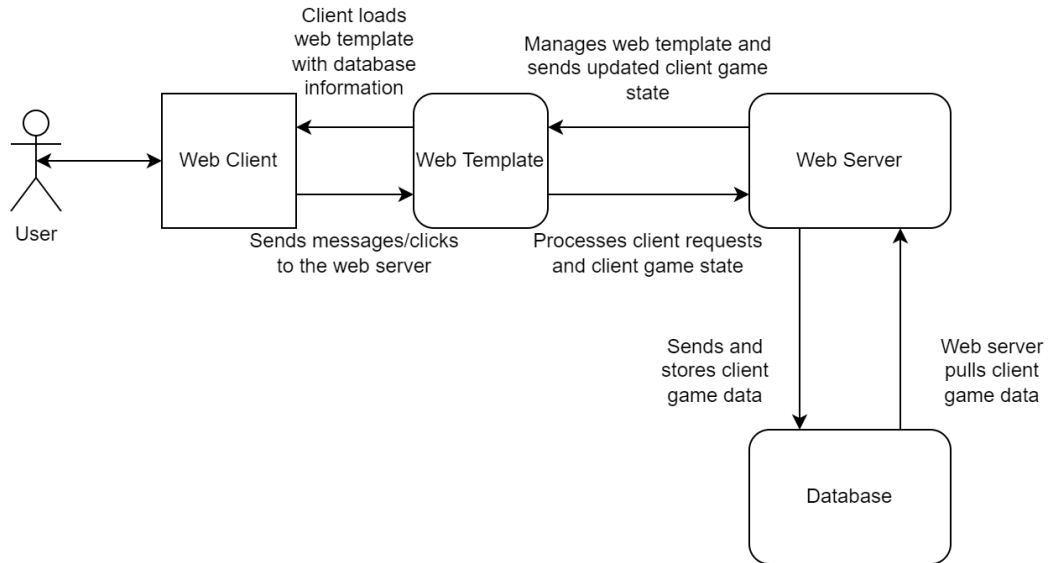 Client loads
web template
with database
information
Manages web template and
sends updated client game
state
Web Client
Web Template
Web Server
User
Sends messages/clicks
to the web server
Processes client requests
and client game state
Sends and
stores client
game data
Web server
pulls client
game data
Database